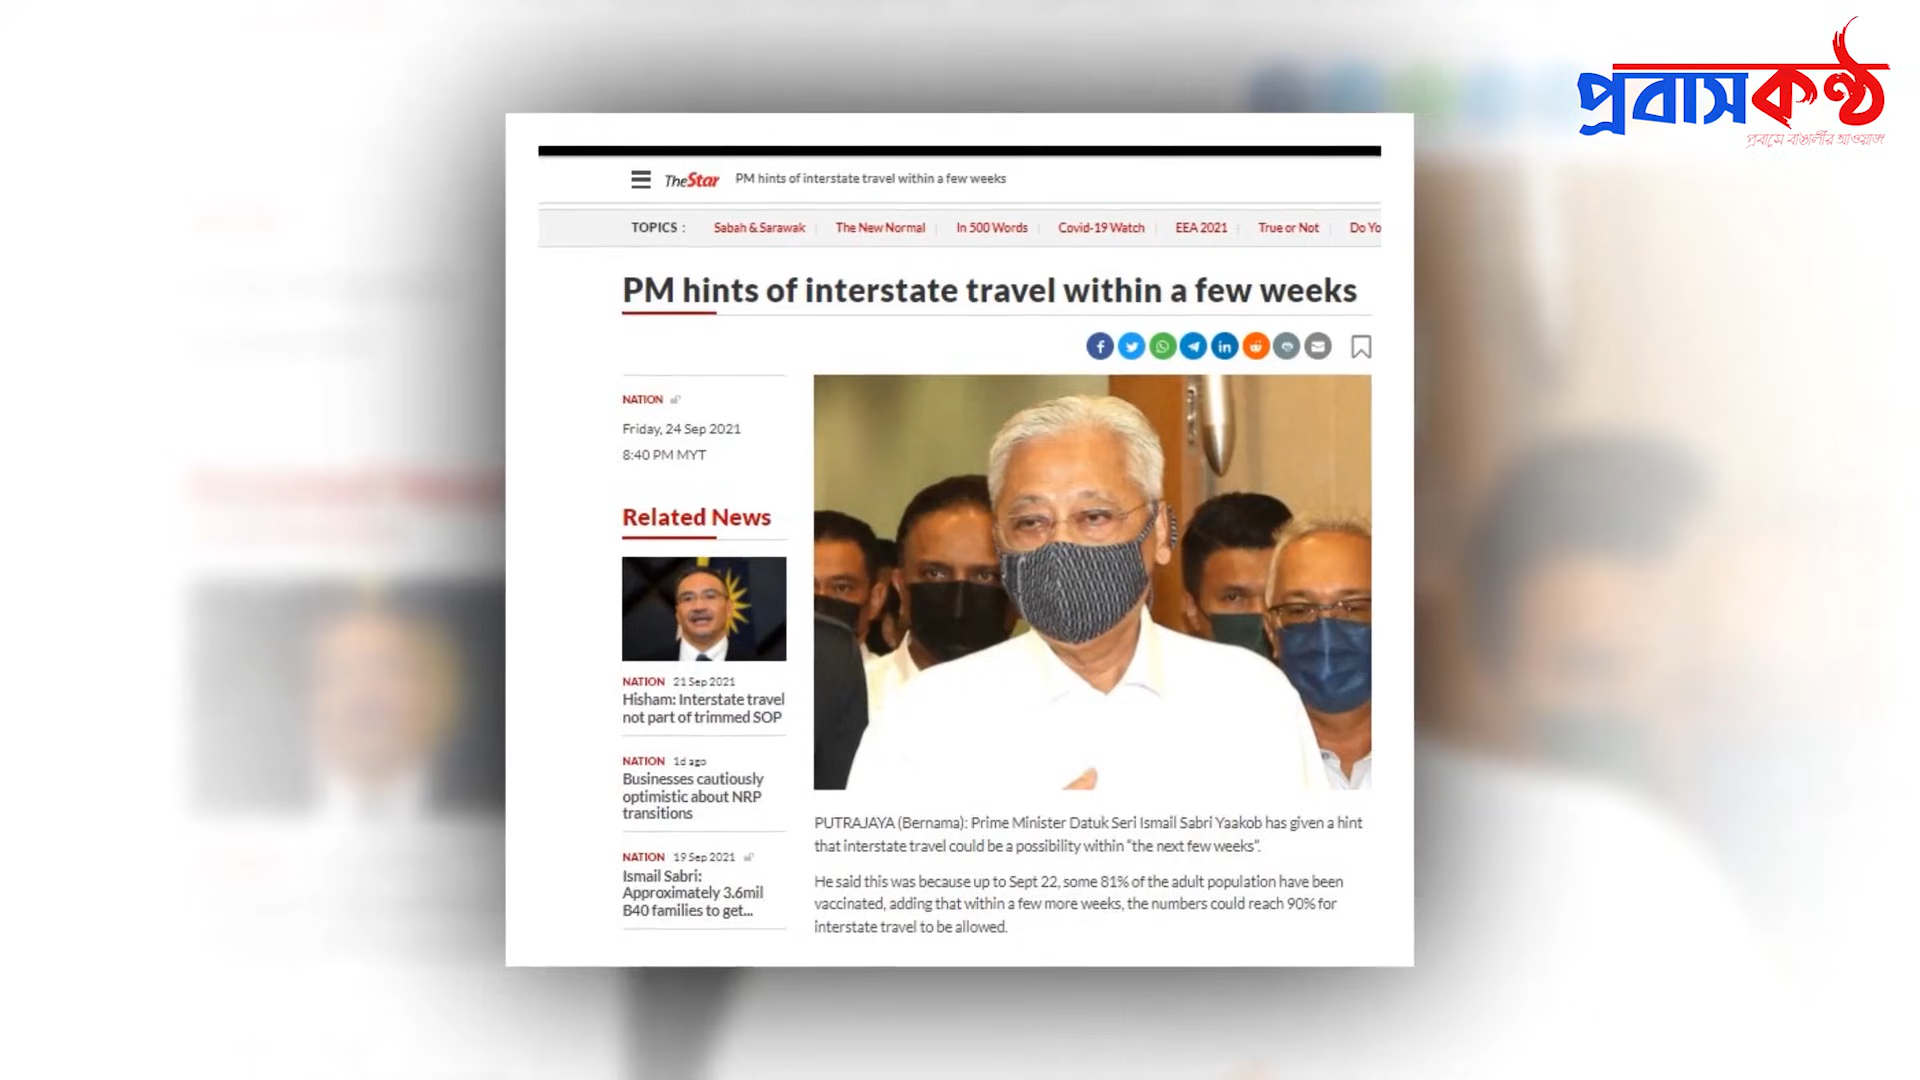 প্রবাসকণ্ঠ
প্রবাসে বাঙালীর আওয়াজ
TheStar PM hints of interstate travel within a few weeks
TOPICS : Sabah & Sarawak The New Normal In 500 Words Covid-19 Watch EEA 2021 True or Not Do Yo
PM hints of interstate travel within a few weeks
NATION
Friday, 24 Sep 2021
8:40 PM MYT
Related News
NATION 21 Sep 2021
Hisham: Interstate travel
not part of trimmed SOP
NATION 1d ago
Businesses cautiously
optimistic about NRP
transitions
NATION 19 Sep 2021
Ismail Sabri:
Approximately 3.6mil
B40 families to get...
PUTRAJAYA (Bernama): Prime Minister Datuk Seri Ismail Sabri Yaakob has given a hint
that interstate travel could be a possibility within "the next few weeks".
He said this was because up to Sept 22, some 81% of the adult population have been
vaccinated, adding that within a few more weeks, the numbers could reach 90% for
interstate travel to be allowed.